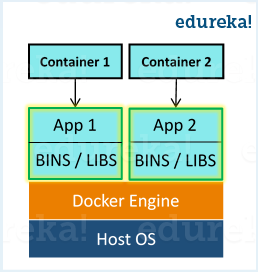 edureka!
Container 1
Container 2
App 1
App 2
BINS / LIBS
BINS / LIBS
Docker Engine
Host OS